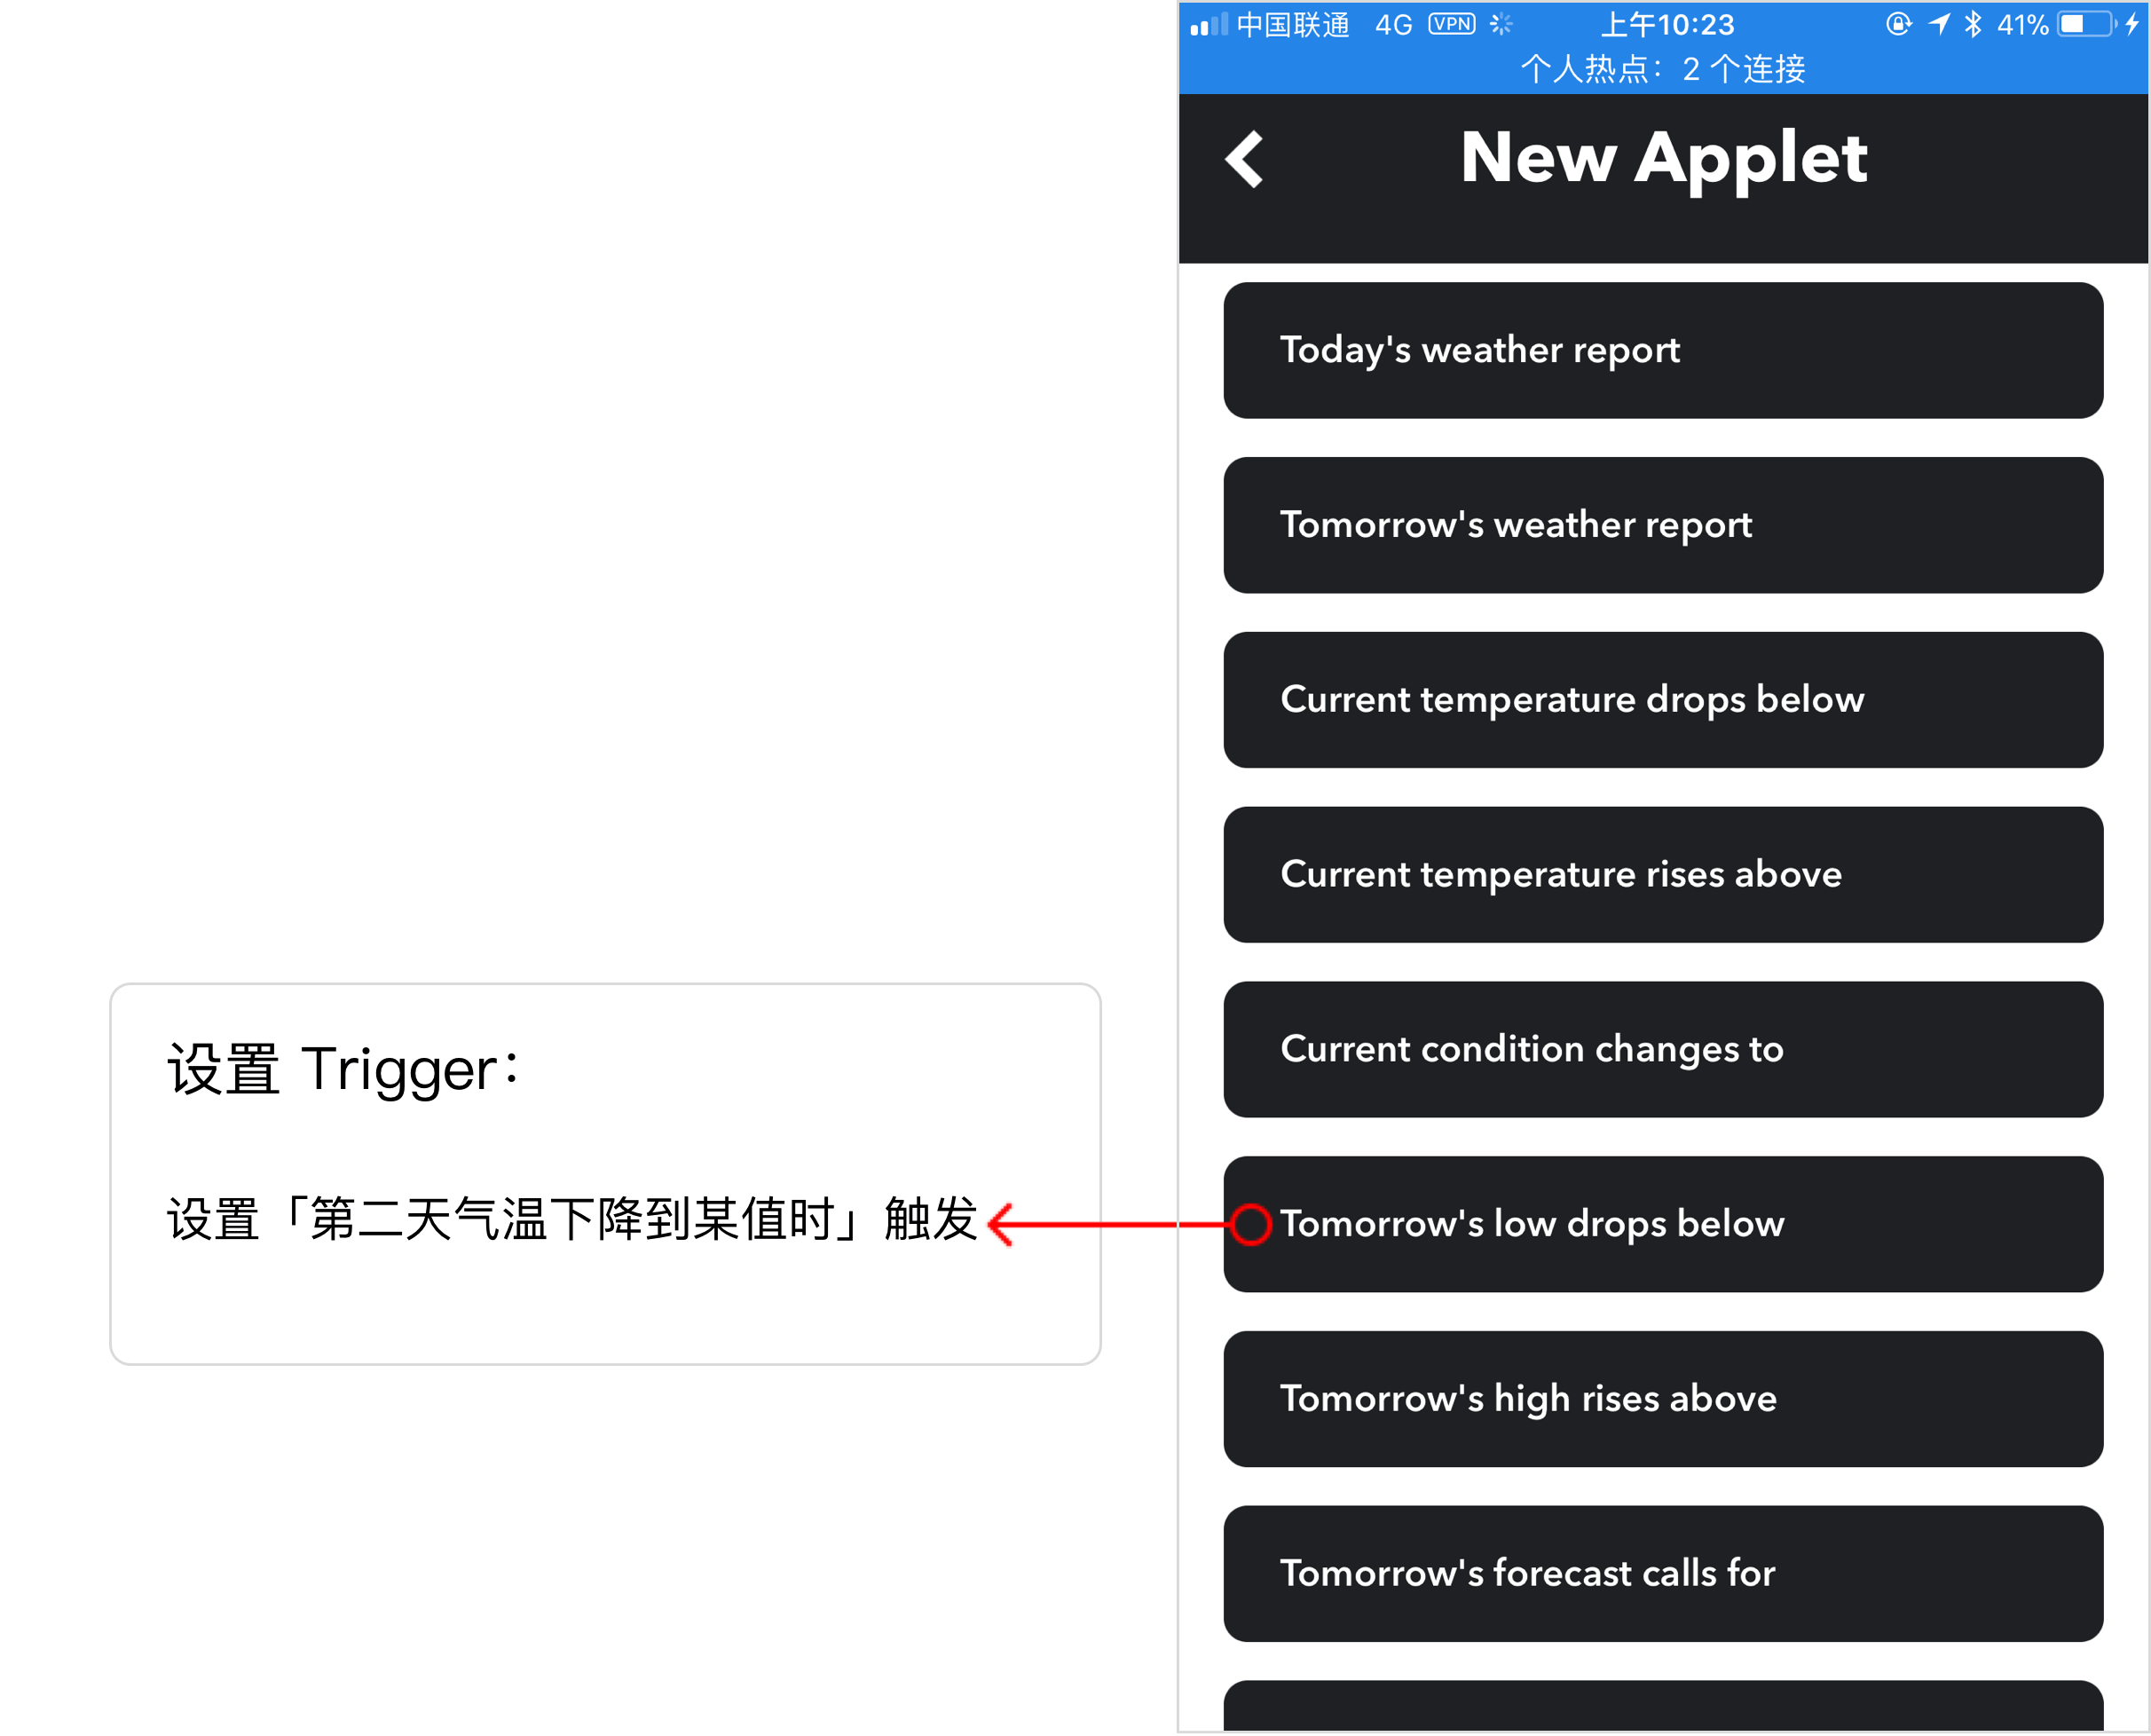 中国联通 4G VPN 上午10:23 41%
个人热点：2 个连接
New Applet
Today's weather report
Tomorrow's weather report
Current temperature drops below
Current temperature rises above
Current condition changes to
设置 Trigger：
设置「第二天气温下降到某值时」触发
Tomorrow's low drops below
Tomorrow's high rises above
Tomorrow's forecast calls for